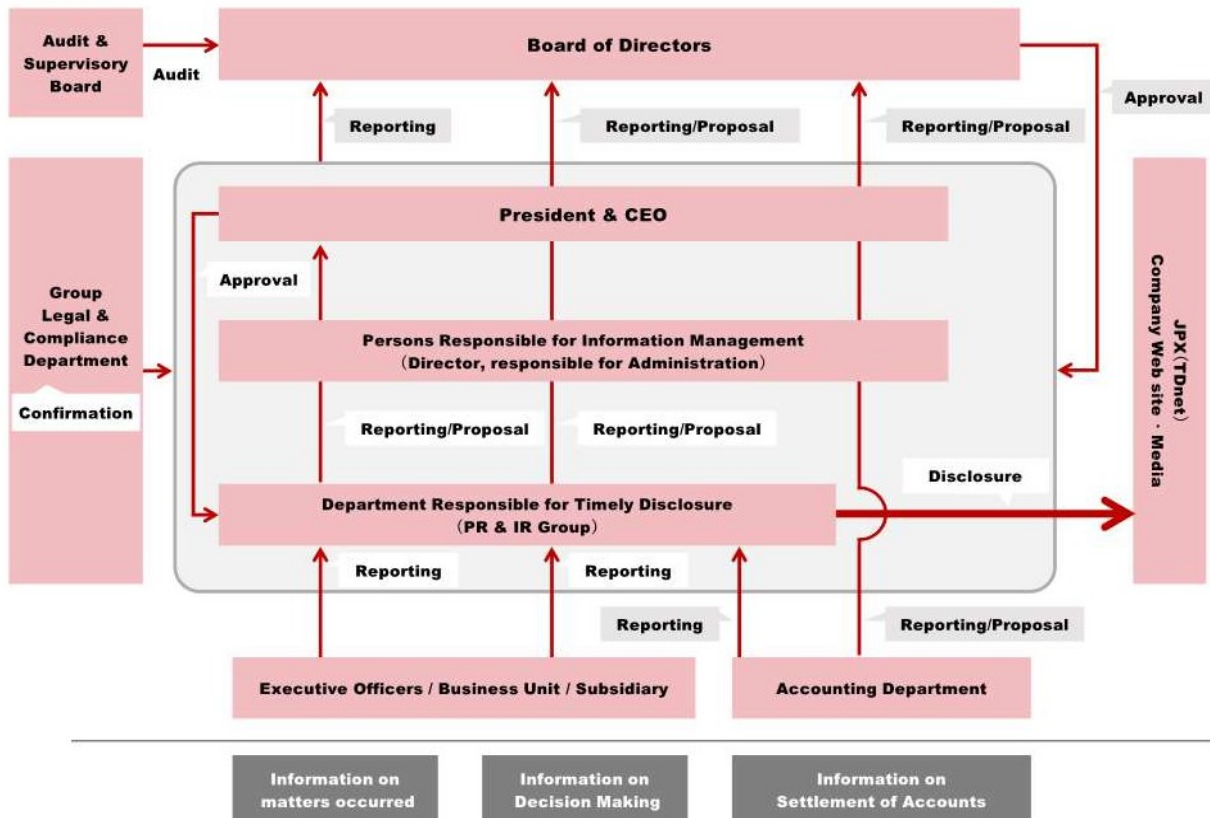 Audit &
Supervisory
Board
Audit
Board of Directors
Approval
Reporting
Reporting/Proposal
Reporting/Proposal
President & CEO
Approval
Group
Legal &
Compliance
Department
Confirmation
Persons Responsible for Information Management
(Director, responsible for Administration)
Reporting/Proposal
Reporting/Proposal
Department Responsible for Timely Disclosure
(PR & IR Group)
Disclosure
JPX(TDnet)
Company Web site · Media
Reporting
Reporting
Reporting
Reporting/Proposal
Executive Officers / Business Unit / Subsidiary
Accounting Department
Information on
matters occurred
Information on
Decision Making
Information on
Settlement of Accounts